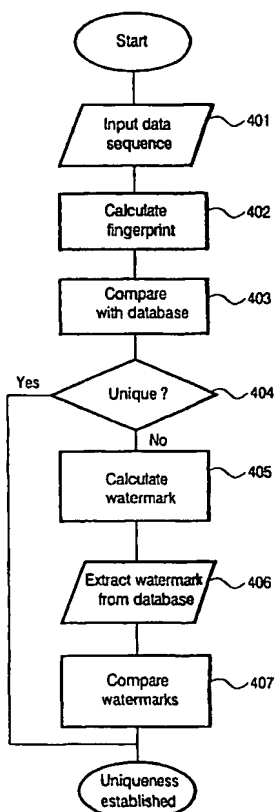 Start
Input data
sequence
401
Calculate
fingerprint
402
Compare
with database
403
Yes
Unique ?
404
No
Calculate
watermark
405
Extract watermark
from database
406
Compare
watermarks
407
Uniqueness
established